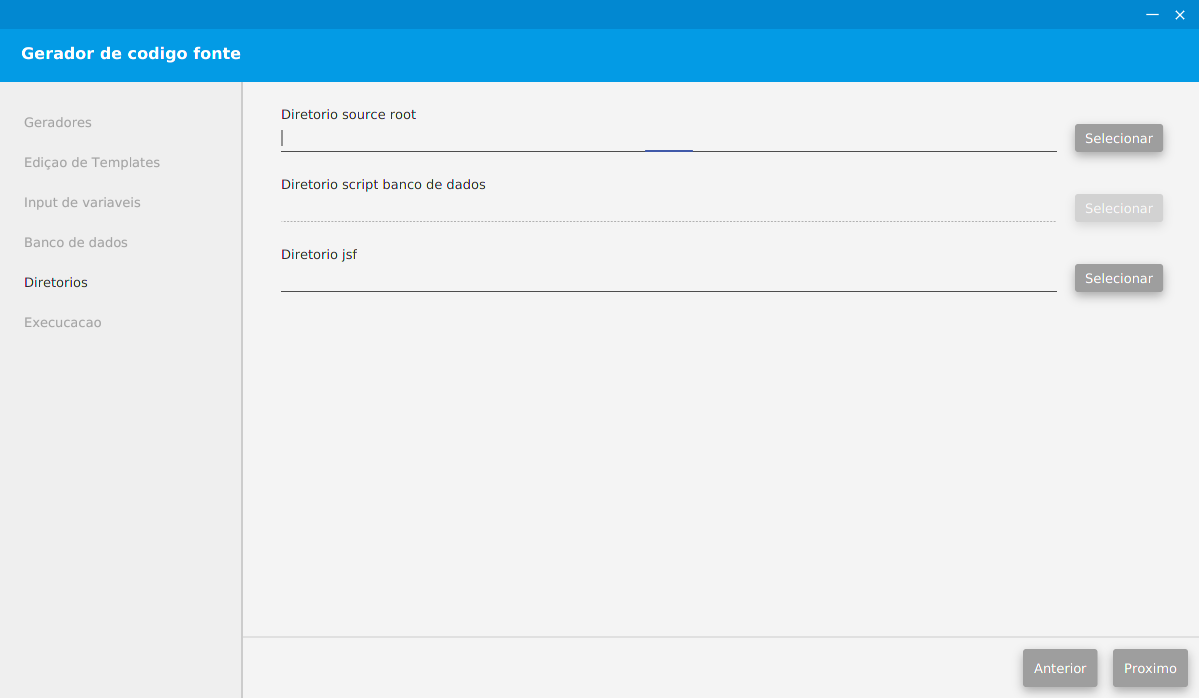 Gerador de codigo fonte
Geradores
Ediçao de Templates
Input de variaveis
Banco de dados
Diretorios
Execucacao
Diretorio source root
Selecionar
Diretorio script banco de dados
Selecionar
Diretorio jsf
Selecionar
Anterior
Proximo